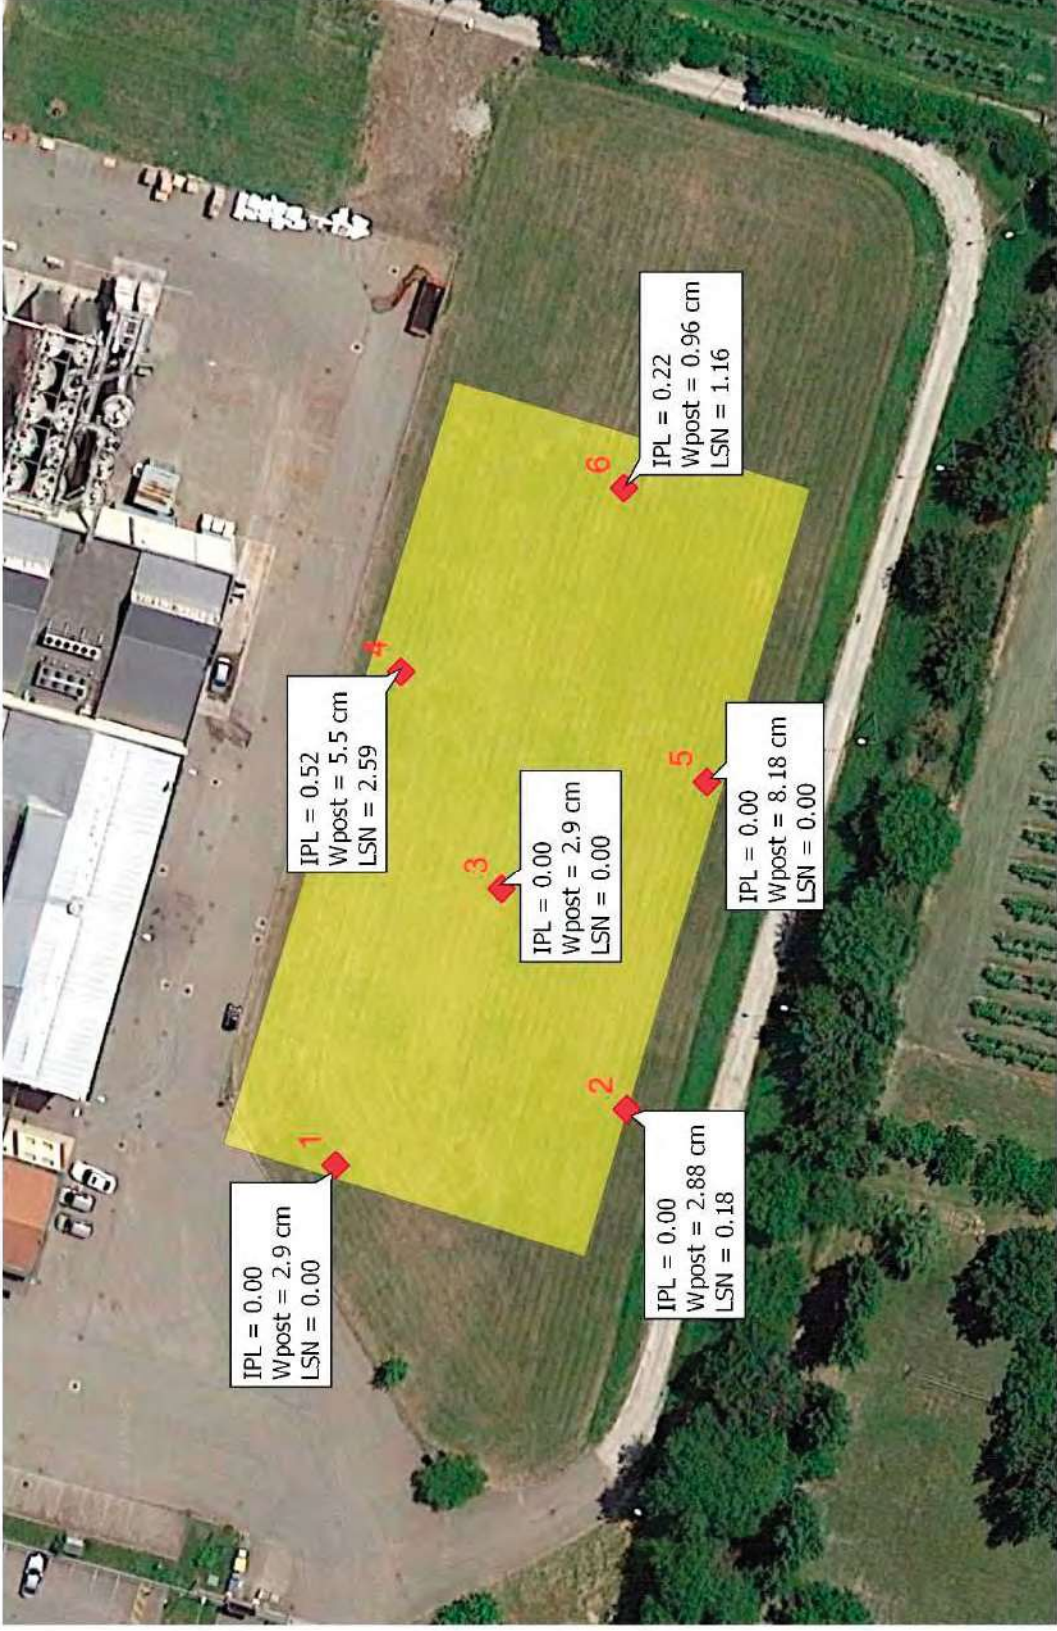 1
IPL = 0.00
Wpost = 2.9 cm
LSN = 0.00
2
IPL = 0.00
Wpost = 2.88 cm
LSN = 0.18
3
IPL = 0.00
Wpost = 2.9 cm
LSN = 0.00
4
IPL = 0.52
Wpost = 5.5 cm
LSN = 2.59
5
IPL = 0.00
Wpost = 8.18 cm
LSN = 0.00
6
IPL = 0.22
Wpost = 0.96 cm
LSN = 1.16